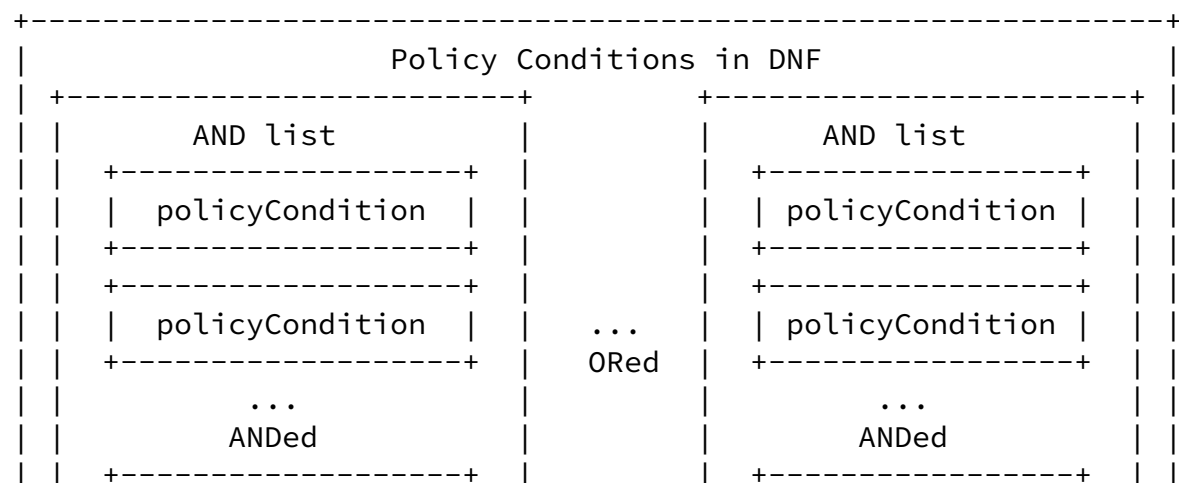 +---------------------------------------------------------------+
|                    Policy Conditions in DNF                   |
| +-------------------------+         +-----------------------+ |
| |       AND list          |         |      AND list         | |
| |  +-------------------+  |         |  +-----------------+  | |
| |  |  policyCondition  |  |         |  | policyCondition |  | |
| |  +-------------------+  |         |  +-----------------+  | |
| |  +-------------------+  |         |  +-----------------+  | |
| |  |  policyCondition  |  |   ...   |  | policyCondition |  | |
| |  +-------------------+  |   ORed  |  +-----------------+  | |
| |          ...            |         |         ...           | |
| |         ANDed           |         |        ANDed          | |
| |  +-------------------+  |         |  +-----------------+  | |